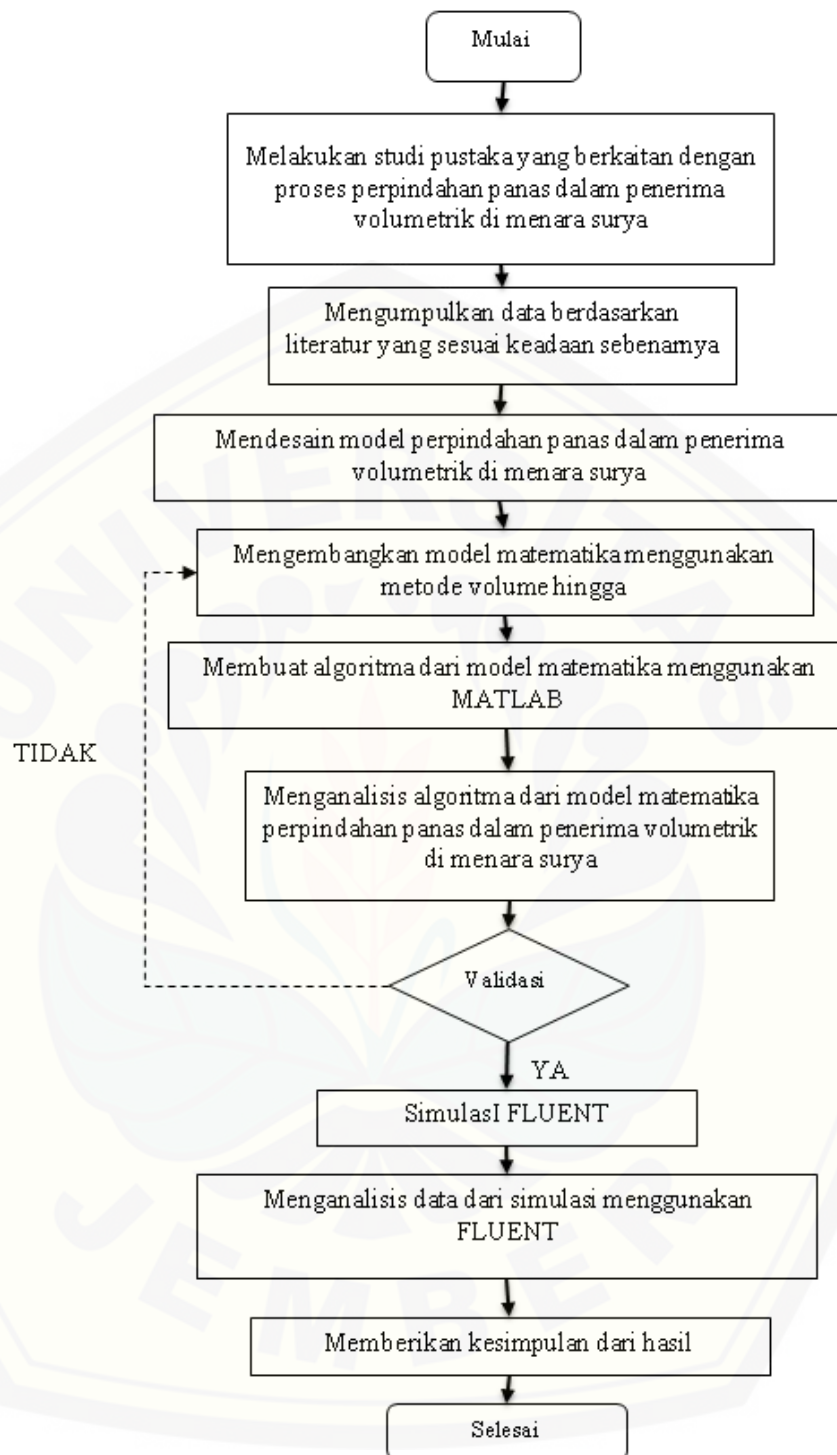 Mulai
Melakukan studi pustaka yang berkaitan dengan
proses perpindahan panas dalam penerima
volumetrik di menara surya
Mengumpulkan data berdasarkan
literatur yang sesuai keadaan sebenarnya
Mendesain model perpindahan panas dalam penerima
volumetrik di menara surya
Mengembangkan model matematika menggunakan
metode volume hingga
Membuat algoritma dari model matematika menggunakan
MATLAB
TIDAK
Menganalisis algoritma dari model matematika
perpindahan panas dalam penerima volumetrik
di menara surya
Validasi
YA
SimulasI FLUENT
Menganalisis data dari simulasi menggunakan
FLUENT
Memberikan kesimpulan dari hasil
Selesai
UNIVERSITAS
JEMBER